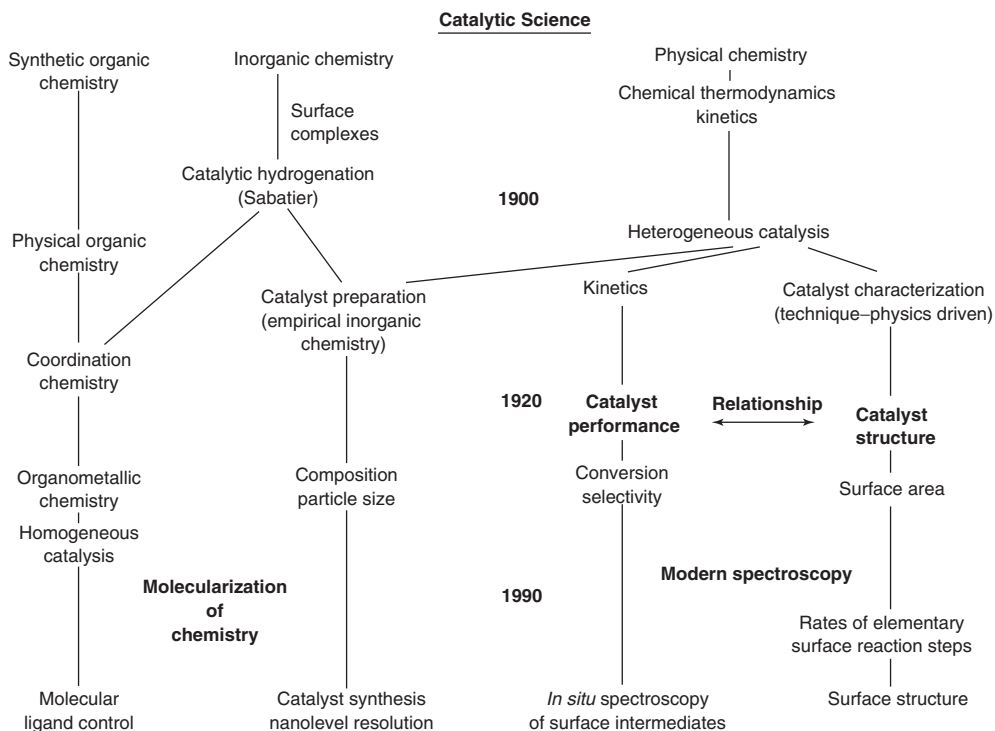 Catalytic Science
Synthetic organic
chemistry
Inorganic chemistry
Physical chemistry
Chemical thermodynamics
kinetics
Surface
complexes
Catalytic hydrogenation
(Sabatier)
1900
Physical organic
chemistry
Heterogeneous catalysis
Catalyst preparation
(empirical inorganic
chemistry)
Kinetics
Catalyst characterization
(technique–physics driven)
Coordination
chemistry
1920
Catalyst
performance
Relationship
Catalyst
structure
Organometallic
chemistry
Composition
particle size
Conversion
selectivity
Surface area
Homogeneous
catalysis
Molecularization
of
chemistry
1990
Modern spectroscopy
Rates of elementary
surface reaction steps
Molecular
ligand control
Catalyst synthesis
nanolevel resolution
In situ spectroscopy
of surface intermediates
Surface structure